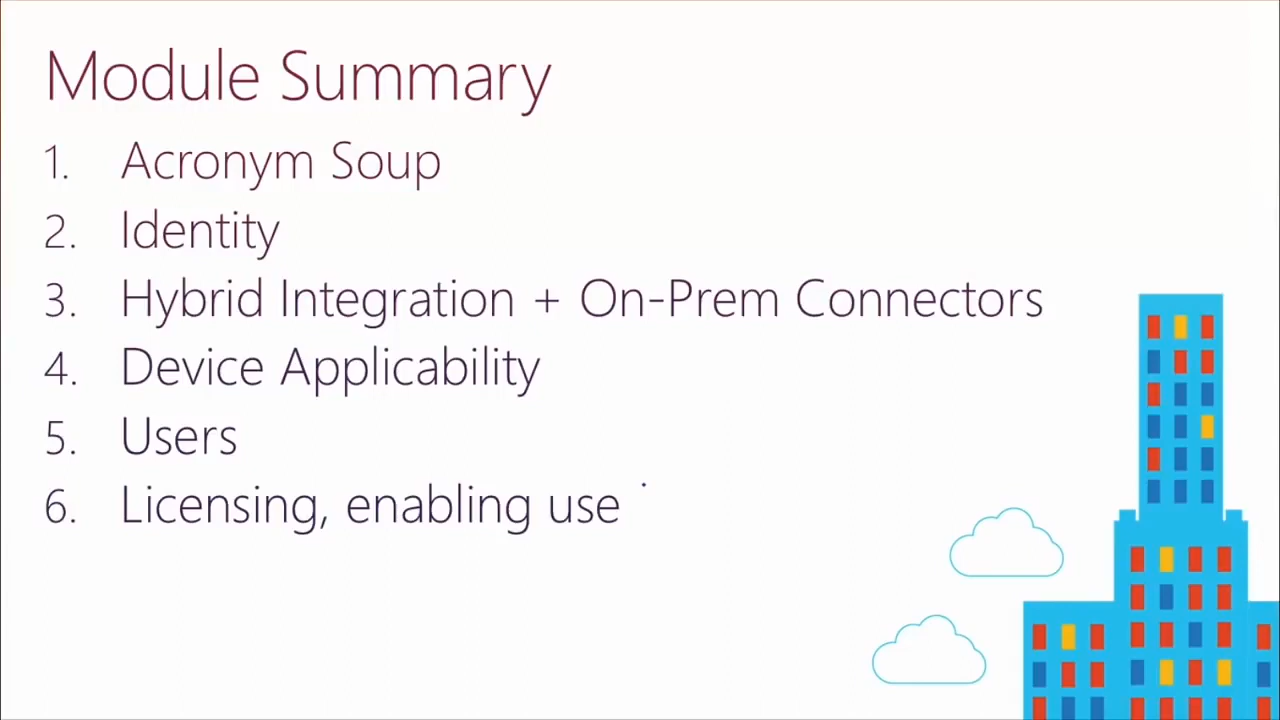 Module Summary
1. Acronym Soup
2. Identity
3. Hybrid Integration + On-Prem Connectors
4. Device Applicability
5. Users
6. Licensing, enabling use